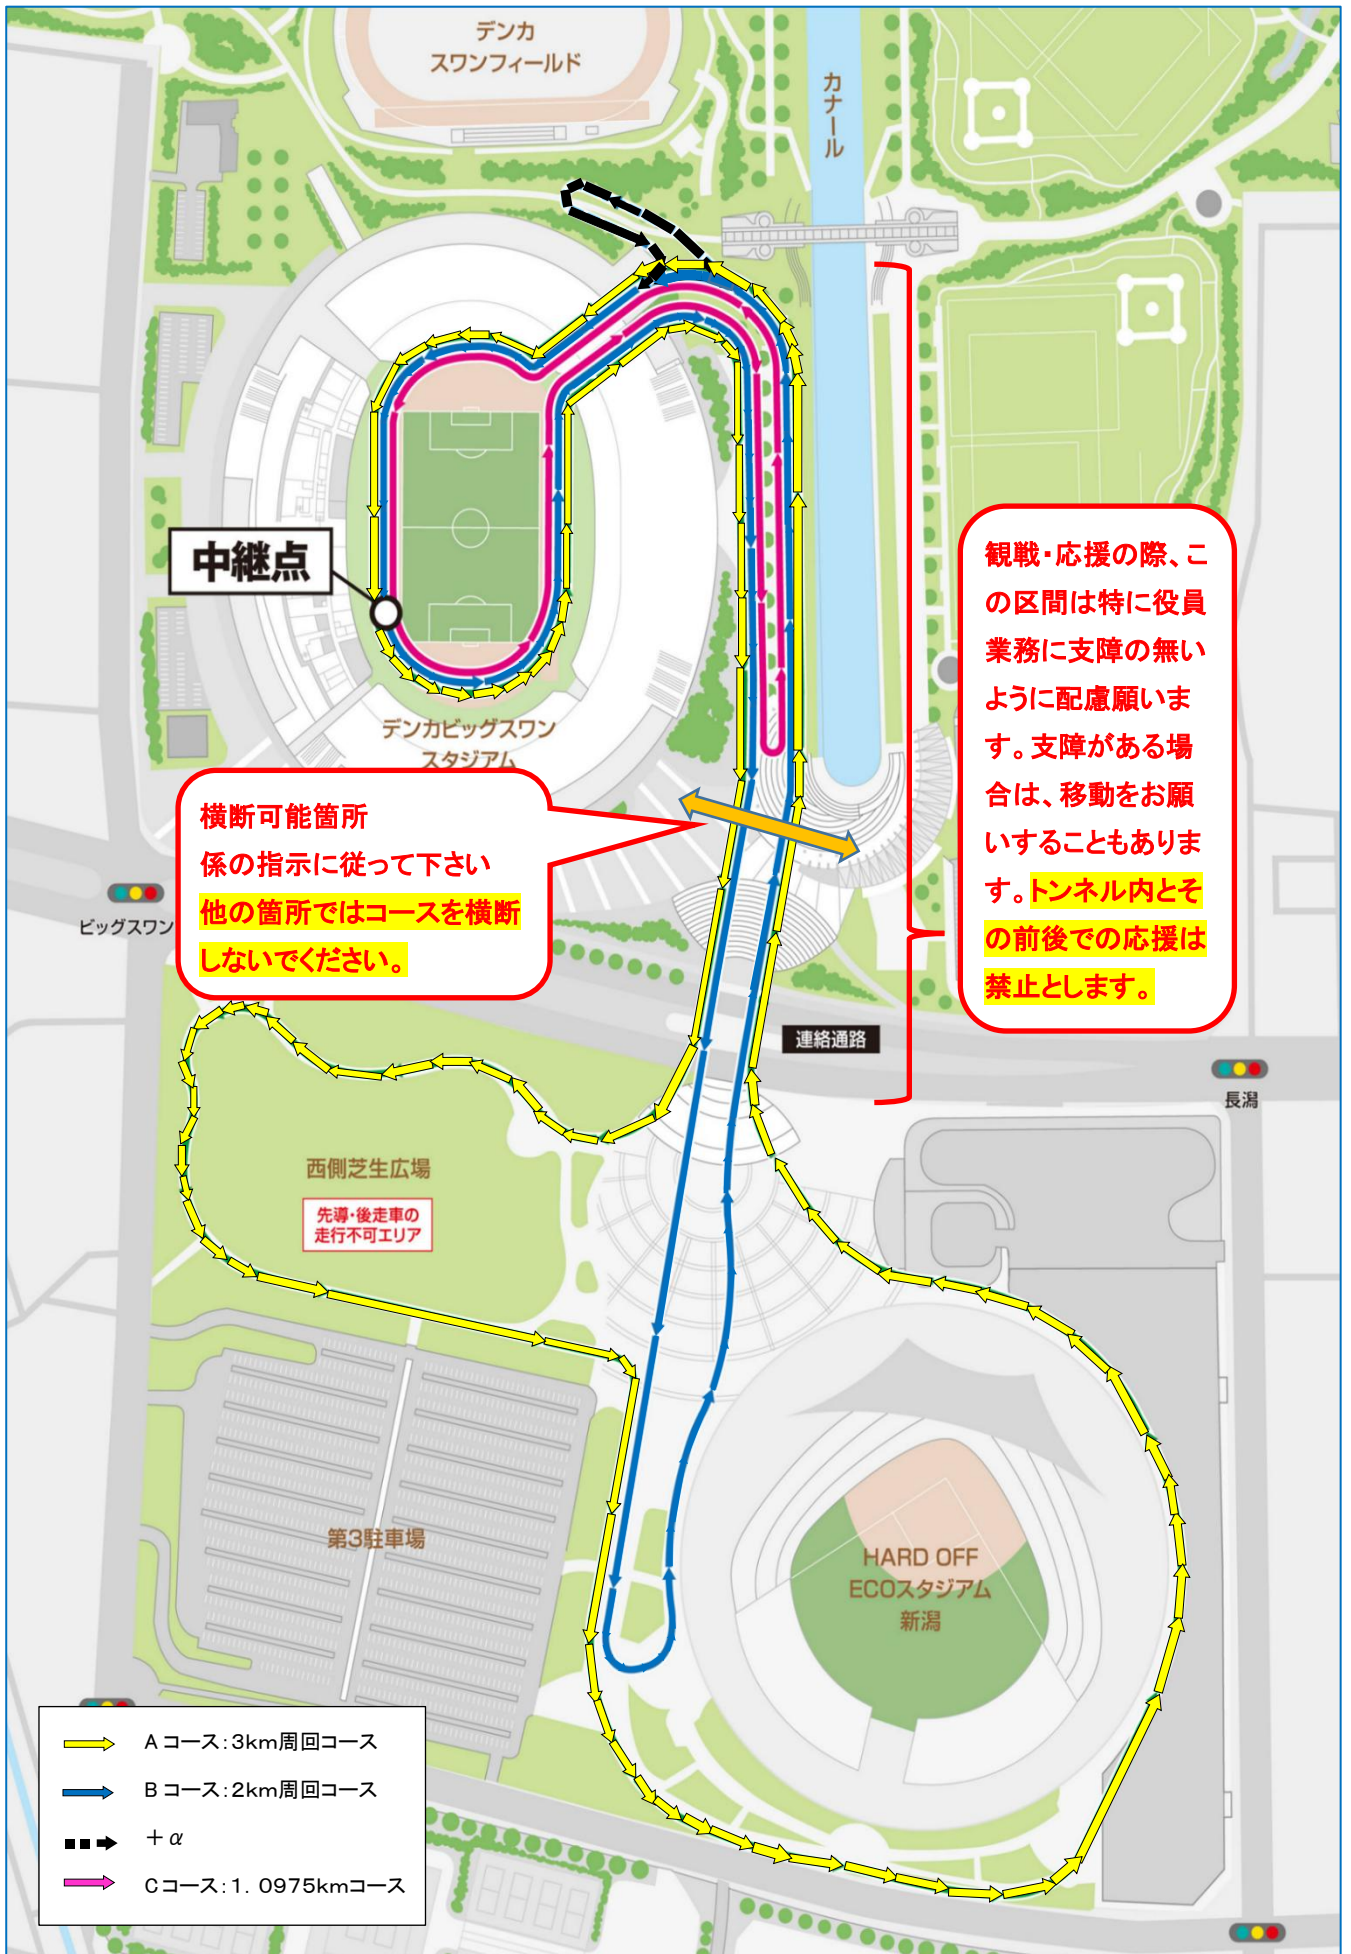 デンカ
スワンフィールド
カナール
中継点
デンカビッグスワン
スタジアム
観戦・応援の際、こ
の区間は特に役員
業務に支障の無い
ように配慮願いま
す。支障がある場
合は、移動をお願
いすることもありま
す。トンネル内とそ
の前後での応援は
禁止とします。
横断可能箇所
係の指示に従って下さい
他の箇所ではコースを横断
しないでください。
ビッグスワン
連絡通路
長潟
西側芝生広場
先導・後走車の
走行不可エリア
第3駐車場
HARD OFF
ECOスタジアム
新潟
Aコース：3km周回コース
Bコース：2km周回コース
＋α
Cコース：1．0975kmコース